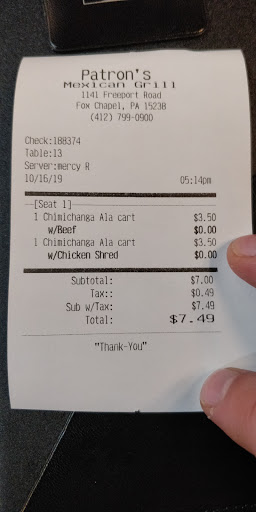 Patron's
Mexican Grill
1141 Freeport Road
Fox Chapel, PA 15238
(412) 799-0900
Check:188374
Table:13
Server:mercy R
10/16/19 05:14pm
[Seat 1]
1 Chimichanga Ala cart $3.50
w/Beef $0.00
1 Chimichanga Ala cart $3.50
w/Chicken Shred $0.00
Subtotal: $7.00
Tax:: $0.49
Sub w/Tax: $7.49
Total: $7.49
"Thank-You"